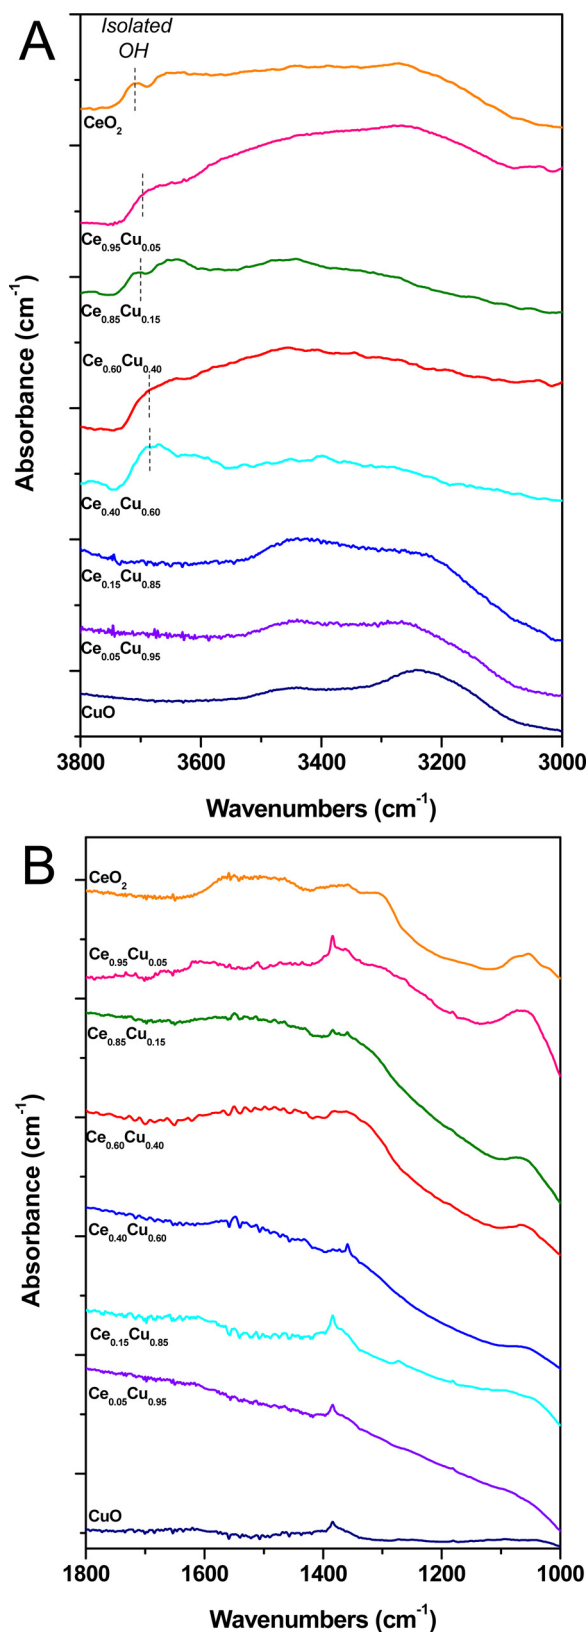 A
Isolated
OH
CeO2
Ce0.95Cu0.05
Ce0.85Cu0.15
Ce0.60Cu0.40
Ce0.40Cu0.60
Ce0.15Cu0.85
Ce0.05Cu0.95
CuO
Absorbance (cm-1)
3800 3600 3400 3200 3000
Wavenumbers (cm-1)
B
CeO2
Ce0.95Cu0.05
Ce0.85Cu0.15
Ce0.60Cu0.40
Ce0.40Cu0.60
Ce0.15Cu0.85
Ce0.05Cu0.95
CuO
Absorbance (cm-1)
1800 1600 1400 1200 1000
Wavenumbers (cm-1)